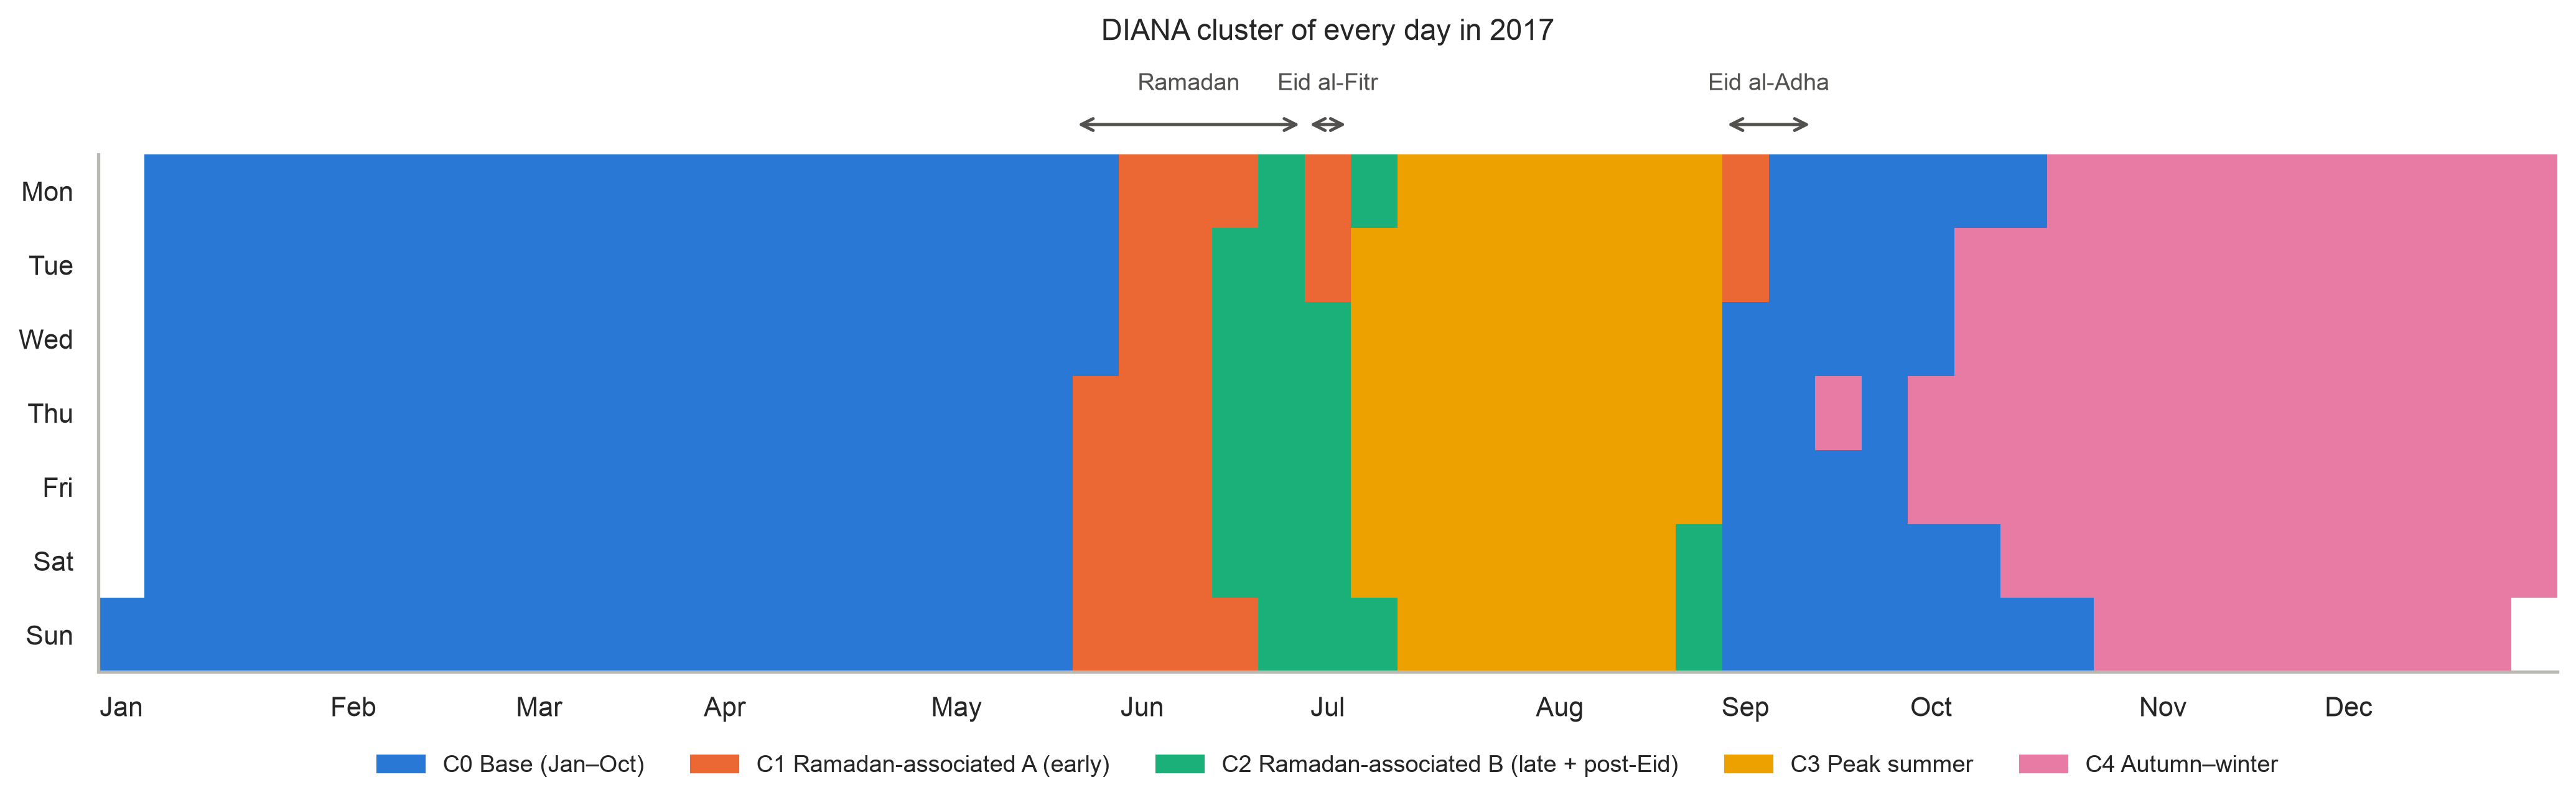 DIANA cluster of every day in 2017
Ramadan Eid al-Fitr Eid al-Adha
Mon
Tue
Wed
Thu
Fri
Sat
Sun
Jan Feb Mar Apr May Jun Jul Aug Sep Oct Nov Dec
C0 Base (Jan–Oct) C1 Ramadan-associated A (early) C2 Ramadan-associated B (late + post-Eid) C3 Peak summer C4 Autumn–winter